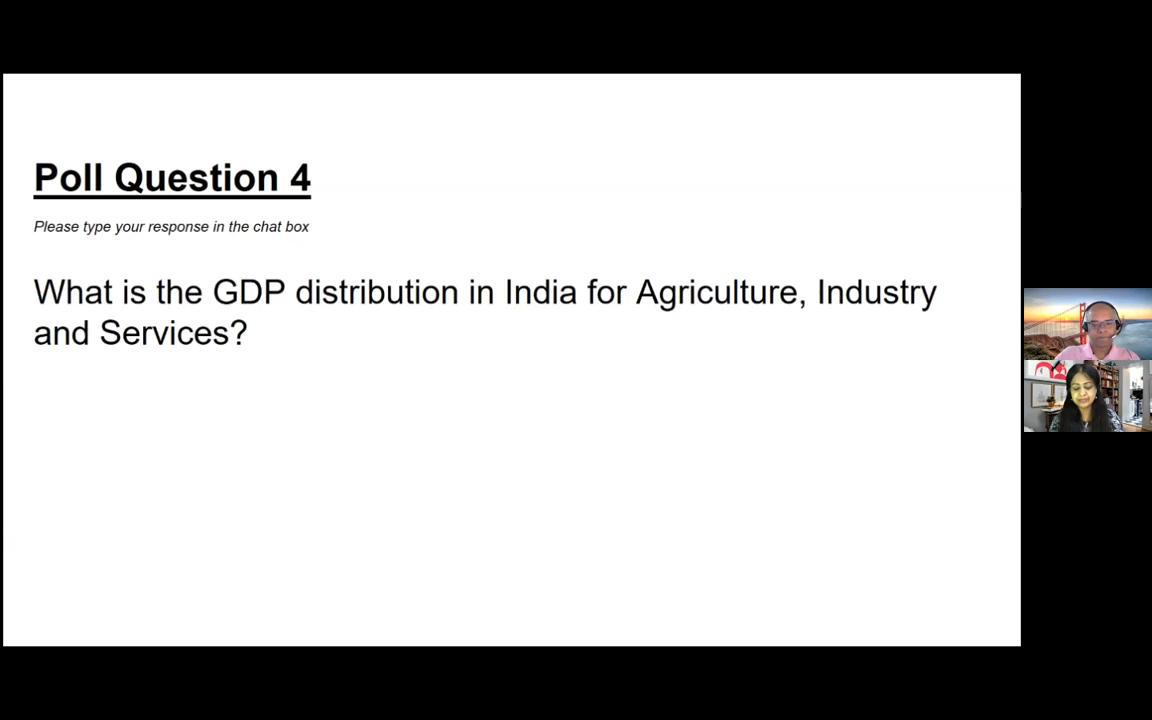 Poll Question 4
Please type your response in the chat box
What is the GDP distribution in India for Agriculture, Industry
and Services?